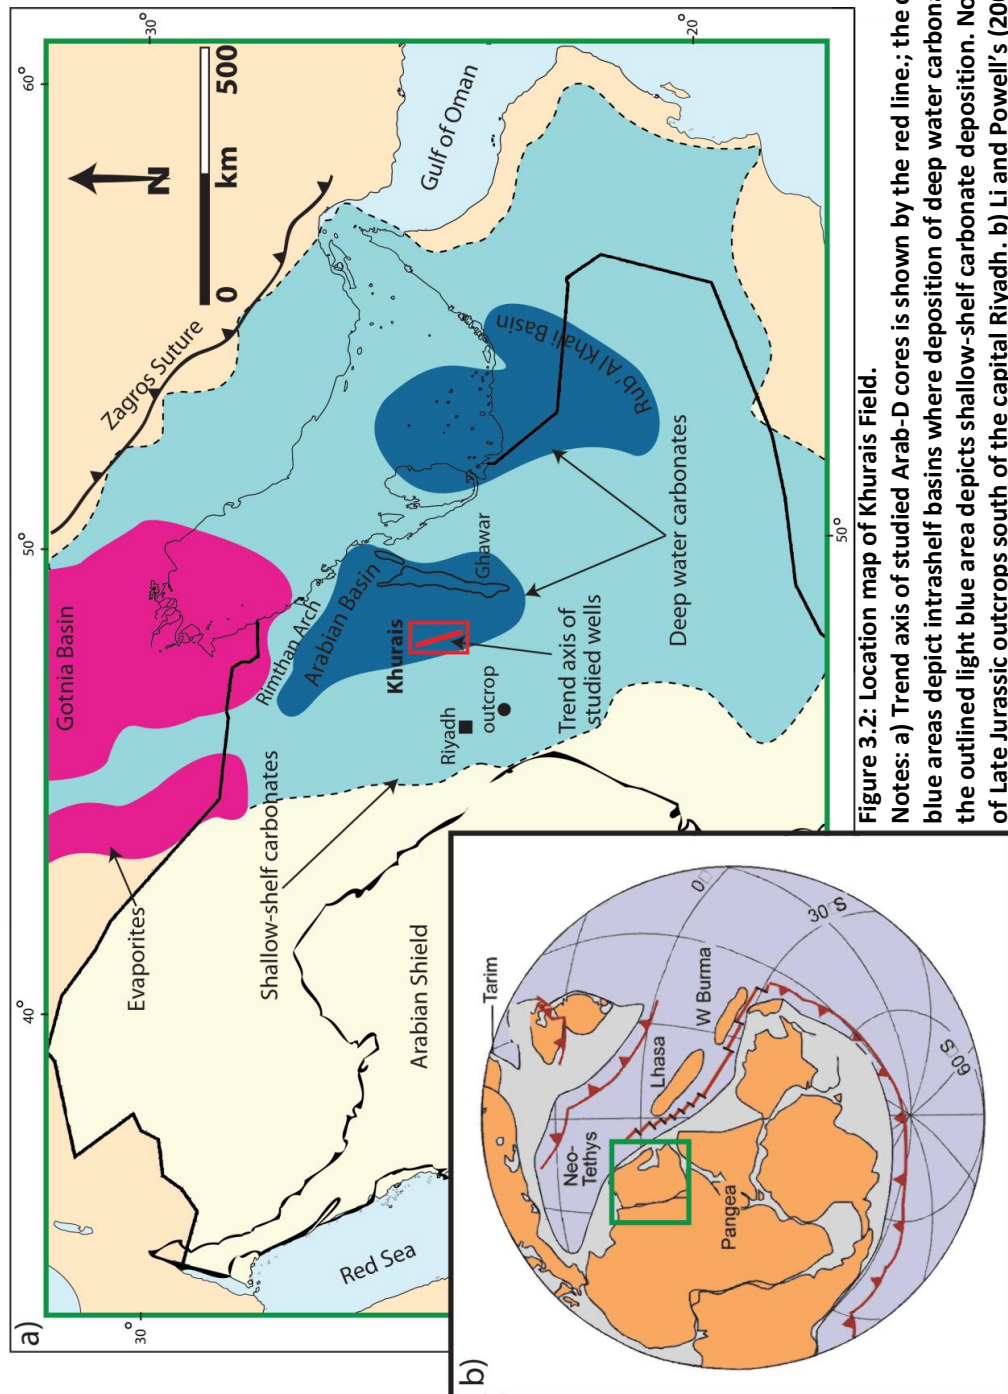 a)
40°
50°
60°
30°
30°
20°
50°
Evaporites
Gotnia Basin
Zagros Suture
N
0
km
500
Shallow-shelf carbonates
Rimthan Arch
Arabian Basin
Khurais
Ghawar
Gulf of Oman
Riyadh
outcrop
Trend axis of
studied wells
Deep water carbonates
Rub' Al Khali Basin
Arabian Shield
Red Sea
b)
Tarim
Neo-
Tethys
Lhasa
W Burma
Pangea
0□
30□S
60□S
Figure 3.2: Location map of Khurais Field.
Notes: a) Trend axis of studied Arab-D cores is shown by the red line.; the
blue areas depict intrashelf basins where deposition of deep water
the outlined light blue area depicts shallow-shelf carbonate deposition.
of Late Jurassic outcrops south of the capital Riyadh. b) Li and Powell's